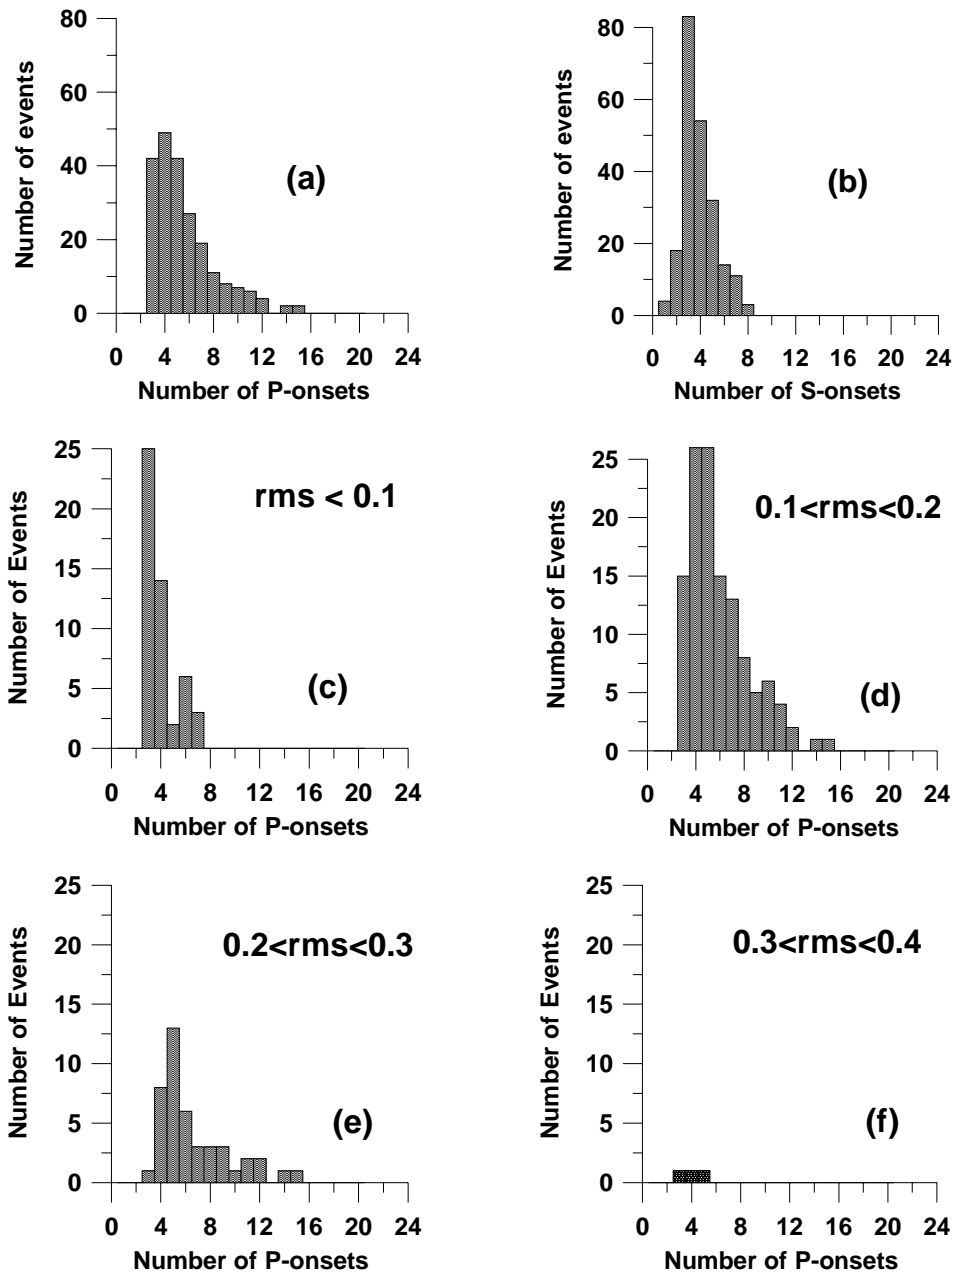 80
60
40
20
0
Number of events
(a)
0 4 8 12 16 20 24
Number of P-onsets
80
60
40
20
0
Number of events
(b)
0 4 8 12 16 20 24
Number of S-onsets
25
20
15
10
5
0
Number of Events
rms < 0.1
(c)
0 4 8 12 16 20 24
Number of P-onsets
25
20
15
10
5
0
Number of Events
0.1<rms<0.2
(d)
0 4 8 12 16 20 24
Number of P-onsets
25
20
15
10
5
0
Number of Events
0.2<rms<0.3
(e)
0 4 8 12 16 20 24
Number of P-onsets
25
20
15
10
5
0
Number of Events
0.3<rms<0.4
(f)
0 4 8 12 16 20 24
Number of P-onsets